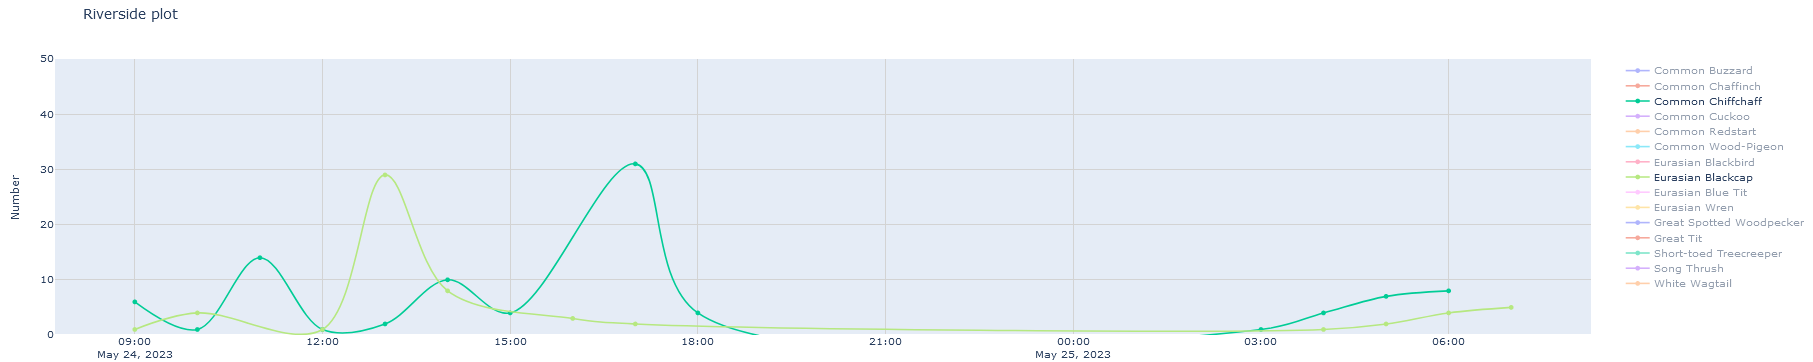 Riverside plot
50
40
30
20
10
0
Number
09:00
May 24, 2023
12:00
15:00
18:00
21:00
00:00
May 25, 2023
03:00
06:00
Common Buzzard
Common Chaffinch
Common Chiffchaff
Common Cuckoo
Common Redstart
Common Wood-Pigeon
Eurasian Blackbird
Eurasian Blackcap
Eurasian Blue Tit
Eurasian Wren
Great Spotted Woodpecker
Great Tit
Short-toed Treecreeper
Song Thrush
White Wagtail